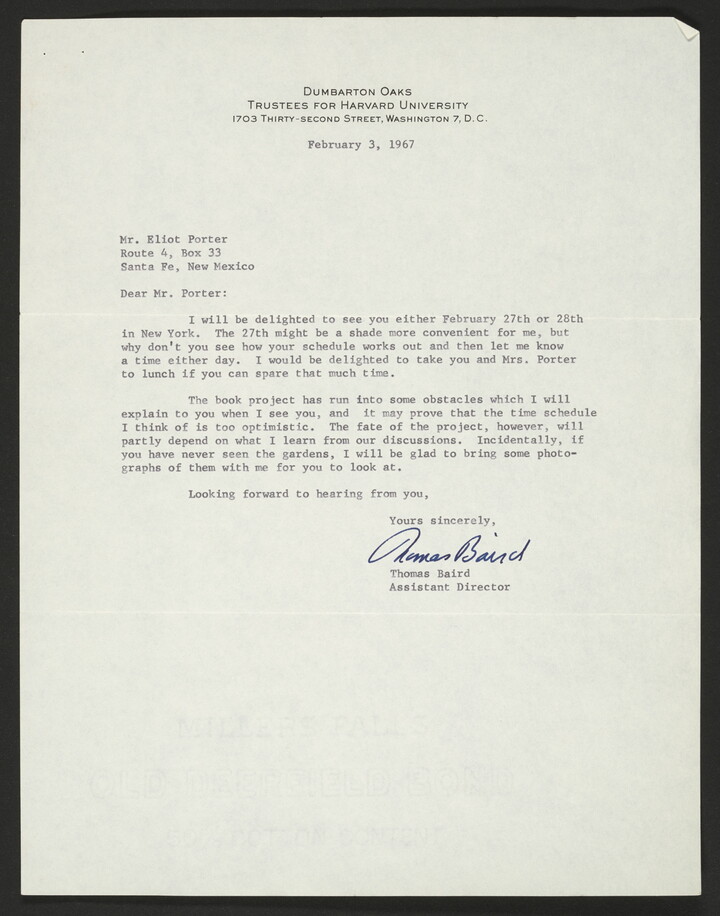 DUMBARTON OAKS
TRUSTEES FOR HARVARD UNIVERSITY
1703 THIRTY-SECOND STREET, WASHINGTON 7, D.C.
February 3, 1967
Mr. Eliot Porter
Route 4, Box 33
Santa Fe, New Mexico
Dear Mr. Porter:
I will be delighted to see you either February 27th or 28th
in New York. The 27th might be a shade more convenient for me, but
why don't you see how your schedule works out and then let me know
a time either day. I would be delighted to take you and Mrs. Porter
to lunch if you can spare that much time.
The book project has run into some obstacles which I will
explain to you when I see you, and it may prove that the time schedule
I think of is too optimistic. The fate of the project, however, will
partly depend on what I learn from our discussions. Incidentally, if
you have never seen the gardens, I will be glad to bring some photo-
graphs of them with me for you to look at.
Looking forward to hearing from you,
Yours sincerely,
Thomas Baird
Thomas Baird
Assistant Director
MILLERS FALLS